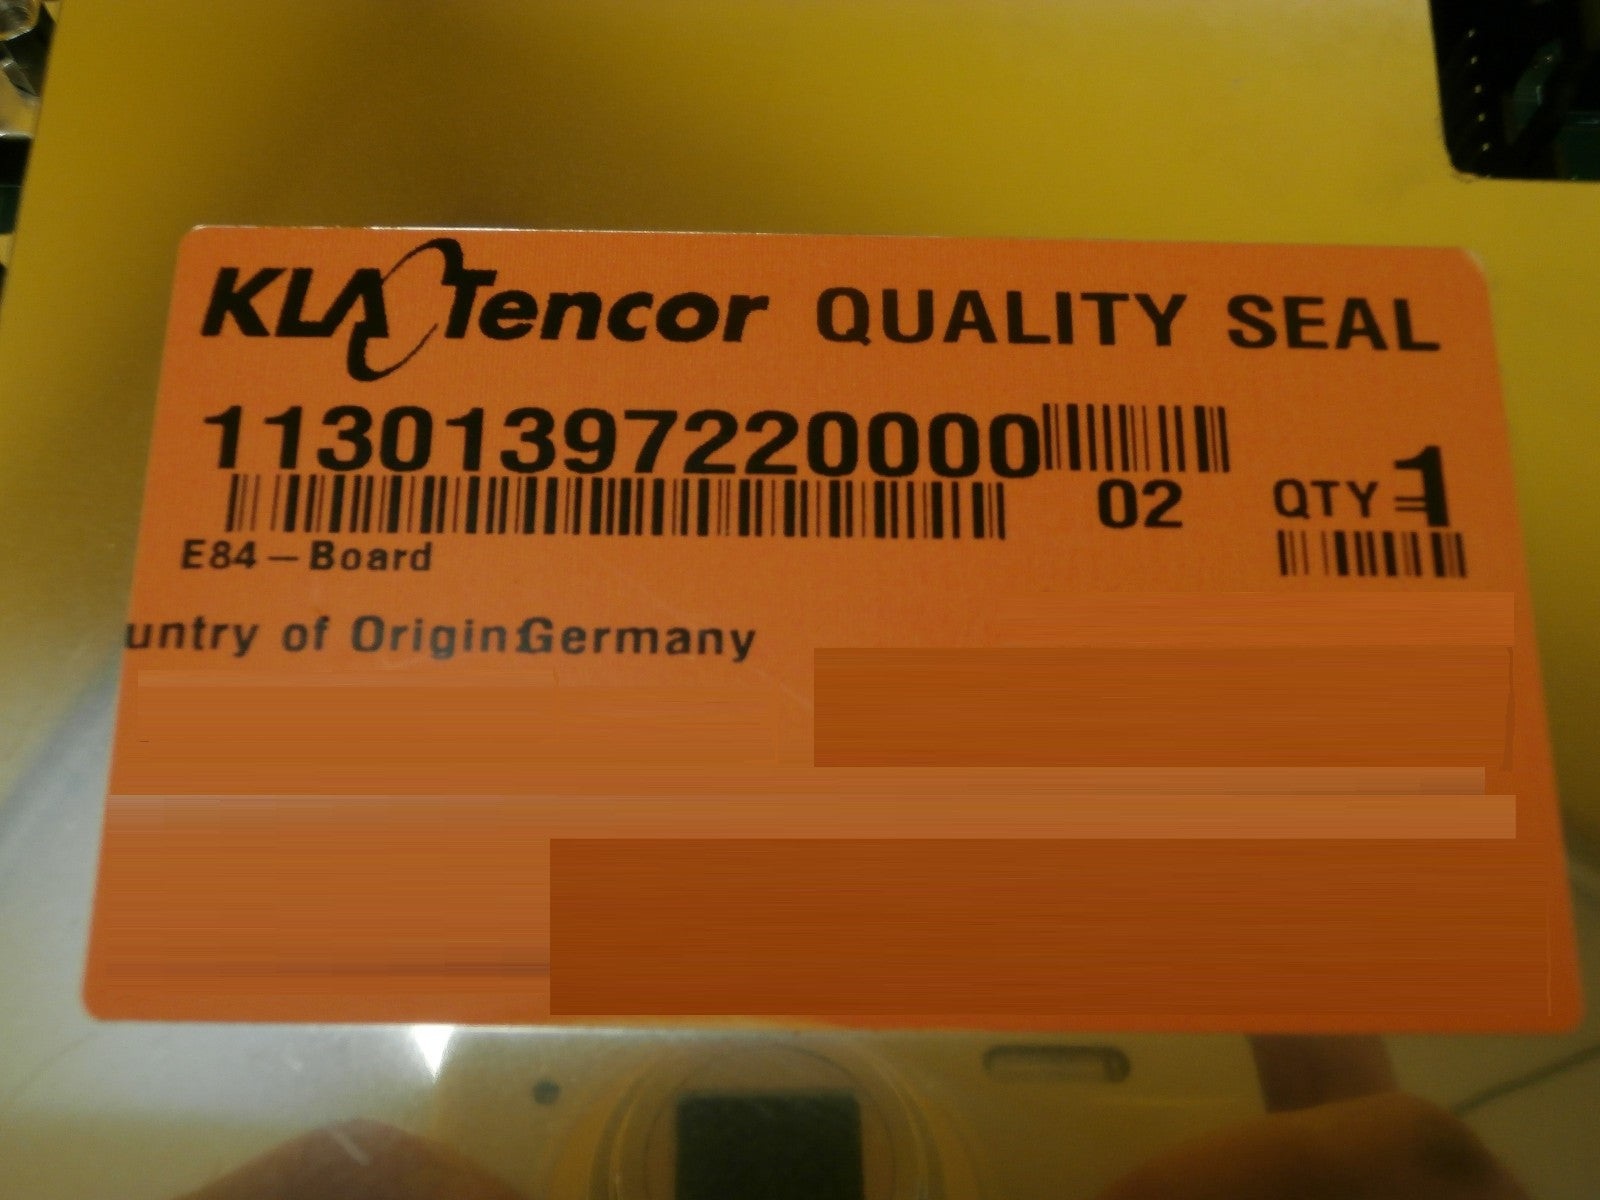 KLA Tencor QUALITY SEAL
11301397220000
02 QTY =1
E84-Board
untry of Origin:Germany